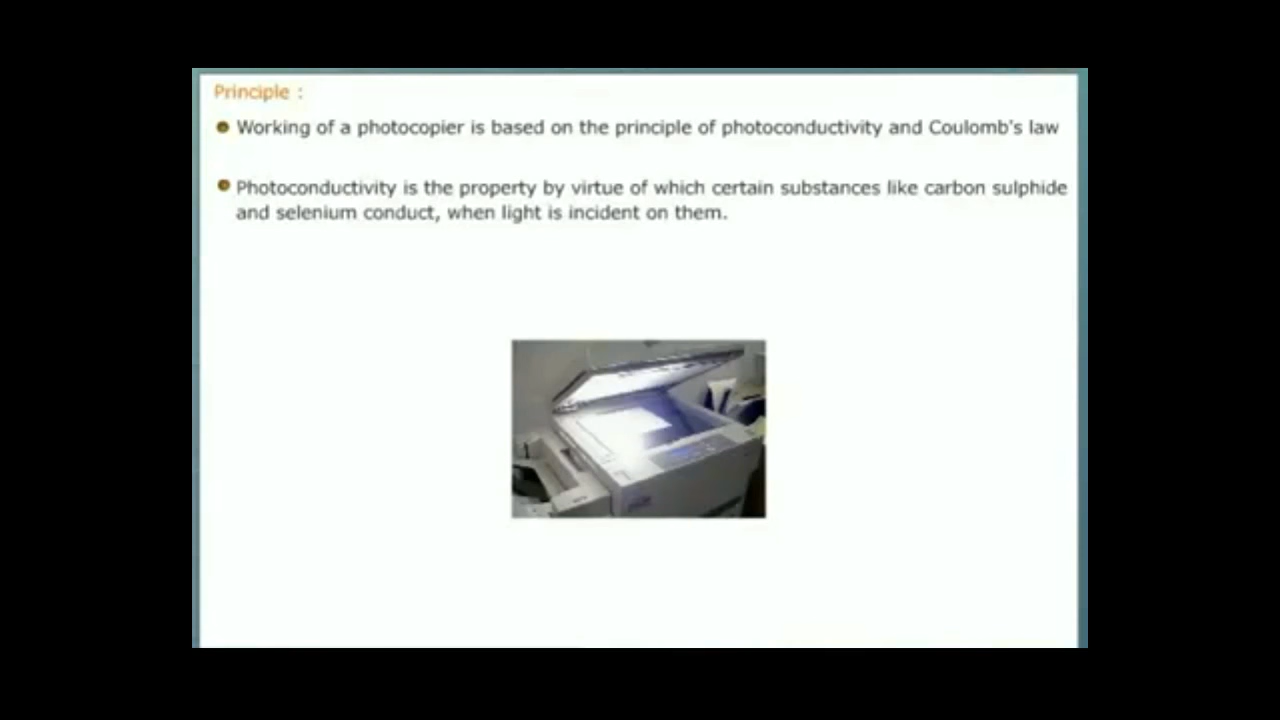 Principle :
Working of a photocopier is based on the principle of photoconductivity and Coulomb's law
Photoconductivity is the property by virtue of which certain substances like carbon sulphide
and selenium conduct, when light is incident on them.